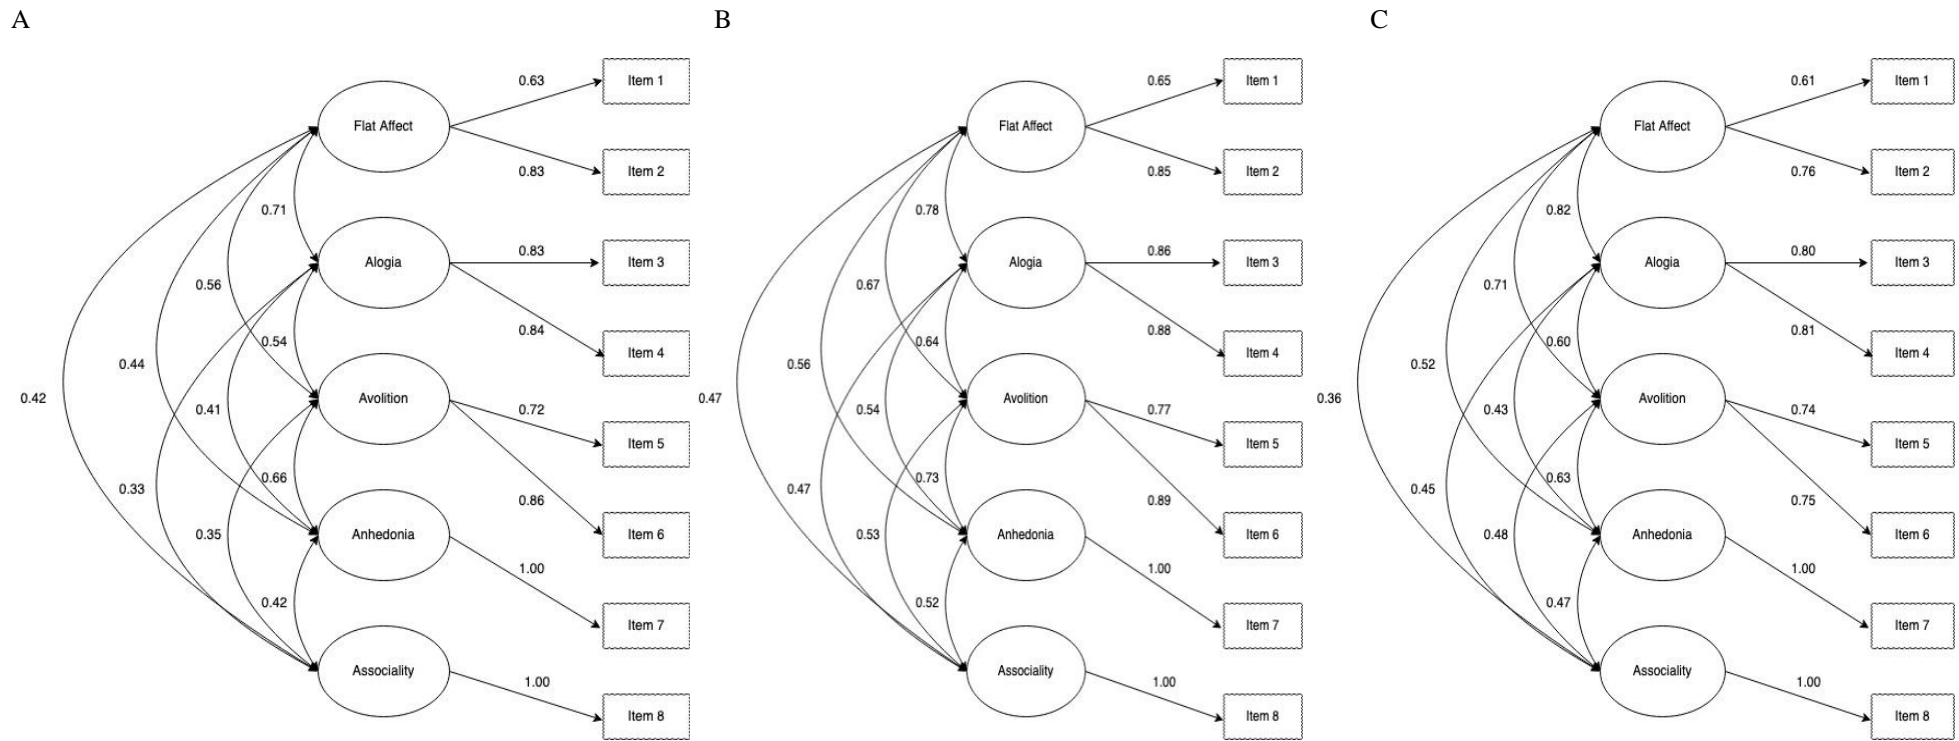 A
B
C
0.63
Item 1
Flat Affect
0.83
Item 2
0.71
0.83
Item 3
Alogia
0.56
0.84
Item 4
0.54
0.44
0.42
Avolition
0.72
Item 5
0.41
0.66
0.86
Item 6
0.33
0.35
Anhedonia
1.00
Item 7
0.42
Associality
1.00
Item 8
0.65
Item 1
Flat Affect
0.85
Item 2
0.78
0.86
Item 3
Alogia
0.67
0.88
Item 4
0.64
0.56
0.47
Avolition
0.77
Item 5
0.54
0.73
0.89
Item 6
0.47
0.53
Anhedonia
1.00
Item 7
0.52
Associality
1.00
Item 8
0.61
Item 1
Flat Affect
0.76
Item 2
0.82
0.80
Item 3
Alogia
0.71
0.81
Item 4
0.60
0.52
0.36
Avolition
0.74
Item 5
0.43
0.63
0.75
Item 6
0.45
0.48
Anhedonia
1.00
Item 7
0.47
Associality
1.00
Item 8